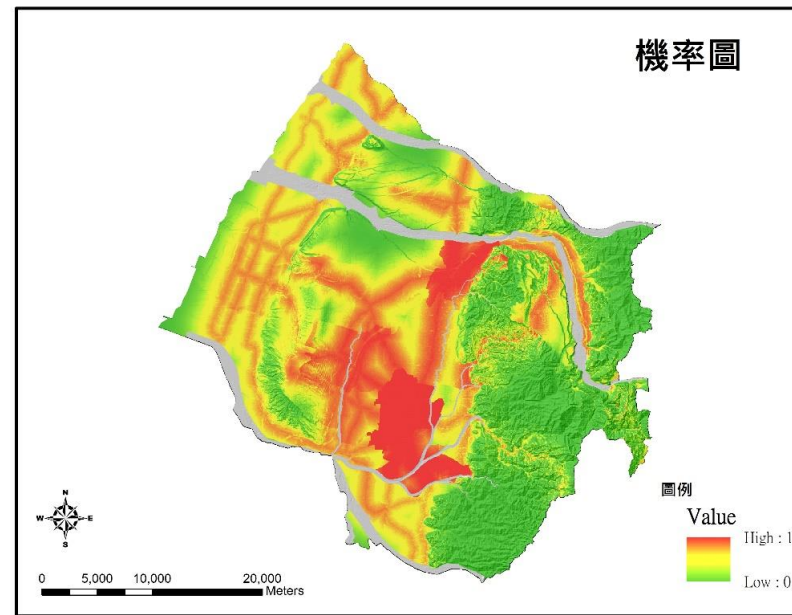 機率圖
圖例
Value
High : 1
Low : 0
N
W E
S
0 5,000 10,000 20,000
Meters